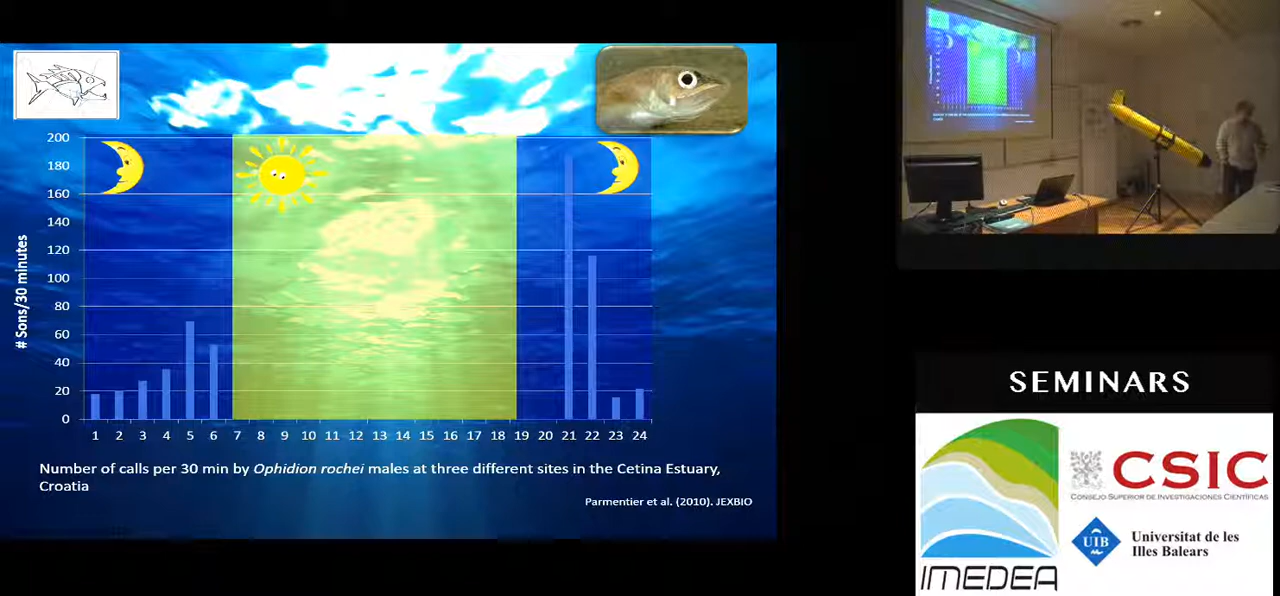 200
180
160
140
120
100
80
60
40
20
0
# Sons/30 minutes
1 2 3 4 5 6 7 8 9 10 11 12 13 14 15 16 17 18 19 20 21 22 23 24
Number of calls per 30 min by Ophidion rochei males at three different sites in the Cetina Estuary,
Croatia
Parmentier et al. (2010). JEXBIO
SEMINARS
CSIC
CONSEJO SUPERIOR DE INVESTIGACIONES CIENTÍFICAS
UIB
Universitat de les
Illes Balears
IMEDEA